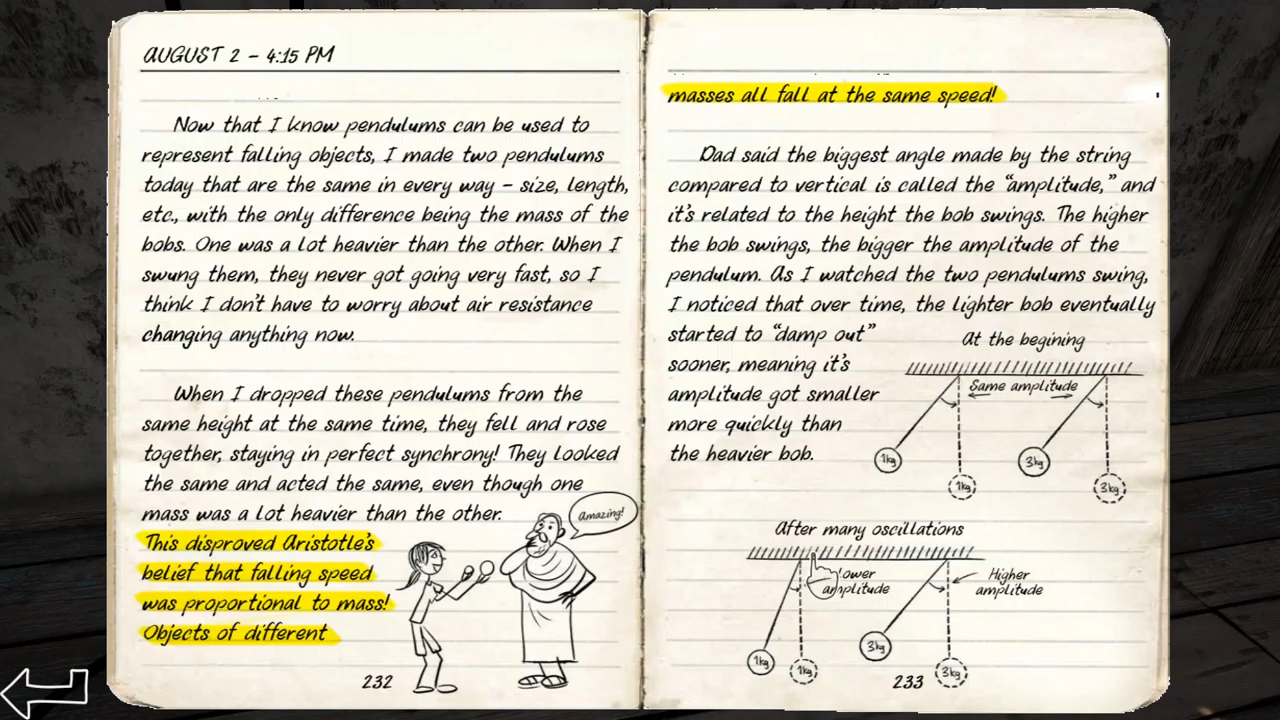 AUGUST 2 – 4:15 PM
Now that I know pendulums can be used to
represent falling objects, I made two pendulums
today that are the same in every way – size, length,
etc., with the only difference being the mass of the
bobs. One was a lot heavier than the other. When I
swung them, they never got going very fast, so I
think I don't have to worry about air resistance
changing anything now.
When I dropped these pendulums from the
same height at the same time, they fell and rose
together, staying in perfect synchrony! They looked
the same and acted the same, even though one
mass was a lot heavier than the other.
This disproved Aristotle's
belief that falling speed
was proportional to mass!
Objects of different
Amazing!
232
masses all fall at the same speed!
Dad said the biggest angle made by the string
compared to vertical is called the "amplitude," and
it's related to the height the bob swings. The higher
the bob swings, the bigger the amplitude of the
pendulum. As I watched the two pendulums swing,
I noticed that over time, the lighter bob eventually
started to "damp out"
sooner, meaning it's
amplitude got smaller
more quickly than
the heavier bob.
At the begining
Same amplitude
1kg
1kg
3kg
3kg
After many oscillations
Lower
amplitude
Higher
amplitude
1kg
1kg
3kg
3kg
233